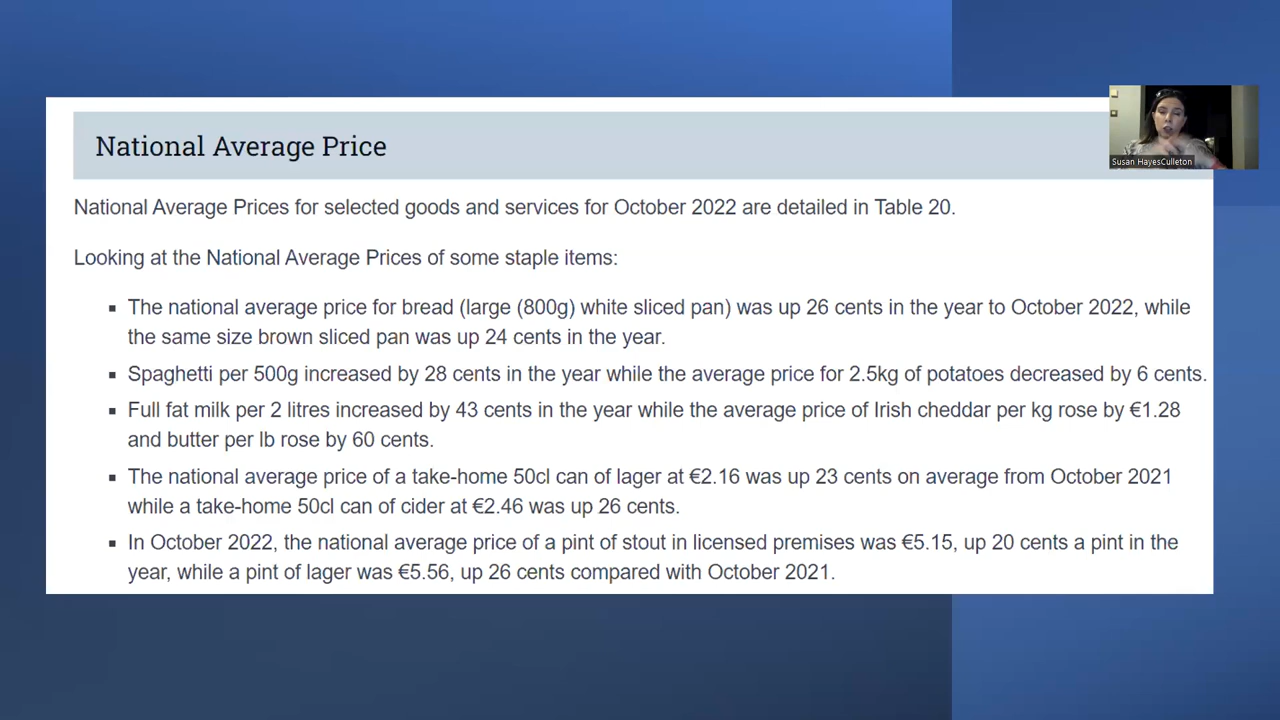 National Average Price
Susan HayesCulleton
National Average Prices for selected goods and services for October 2022 are detailed in Table 20.
Looking at the National Average Prices of some staple items:
▪ The national average price for bread (large (800g) white sliced pan) was up 26 cents in the year to October 2022, while
the same size brown sliced pan was up 24 cents in the year.
▪ Spaghetti per 500g increased by 28 cents in the year while the average price for 2.5kg of potatoes decreased by 6 cents.
▪ Full fat milk per 2 litres increased by 43 cents in the year while the average price of Irish cheddar per kg rose by €1.28
and butter per lb rose by 60 cents.
▪ The national average price of a take-home 50cl can of lager at €2.16 was up 23 cents on average from October 2021
while a take-home 50cl can of cider at €2.46 was up 26 cents.
▪ In October 2022, the national average price of a pint of stout in licensed premises was €5.15, up 20 cents a pint in the
year, while a pint of lager was €5.56, up 26 cents compared with October 2021.